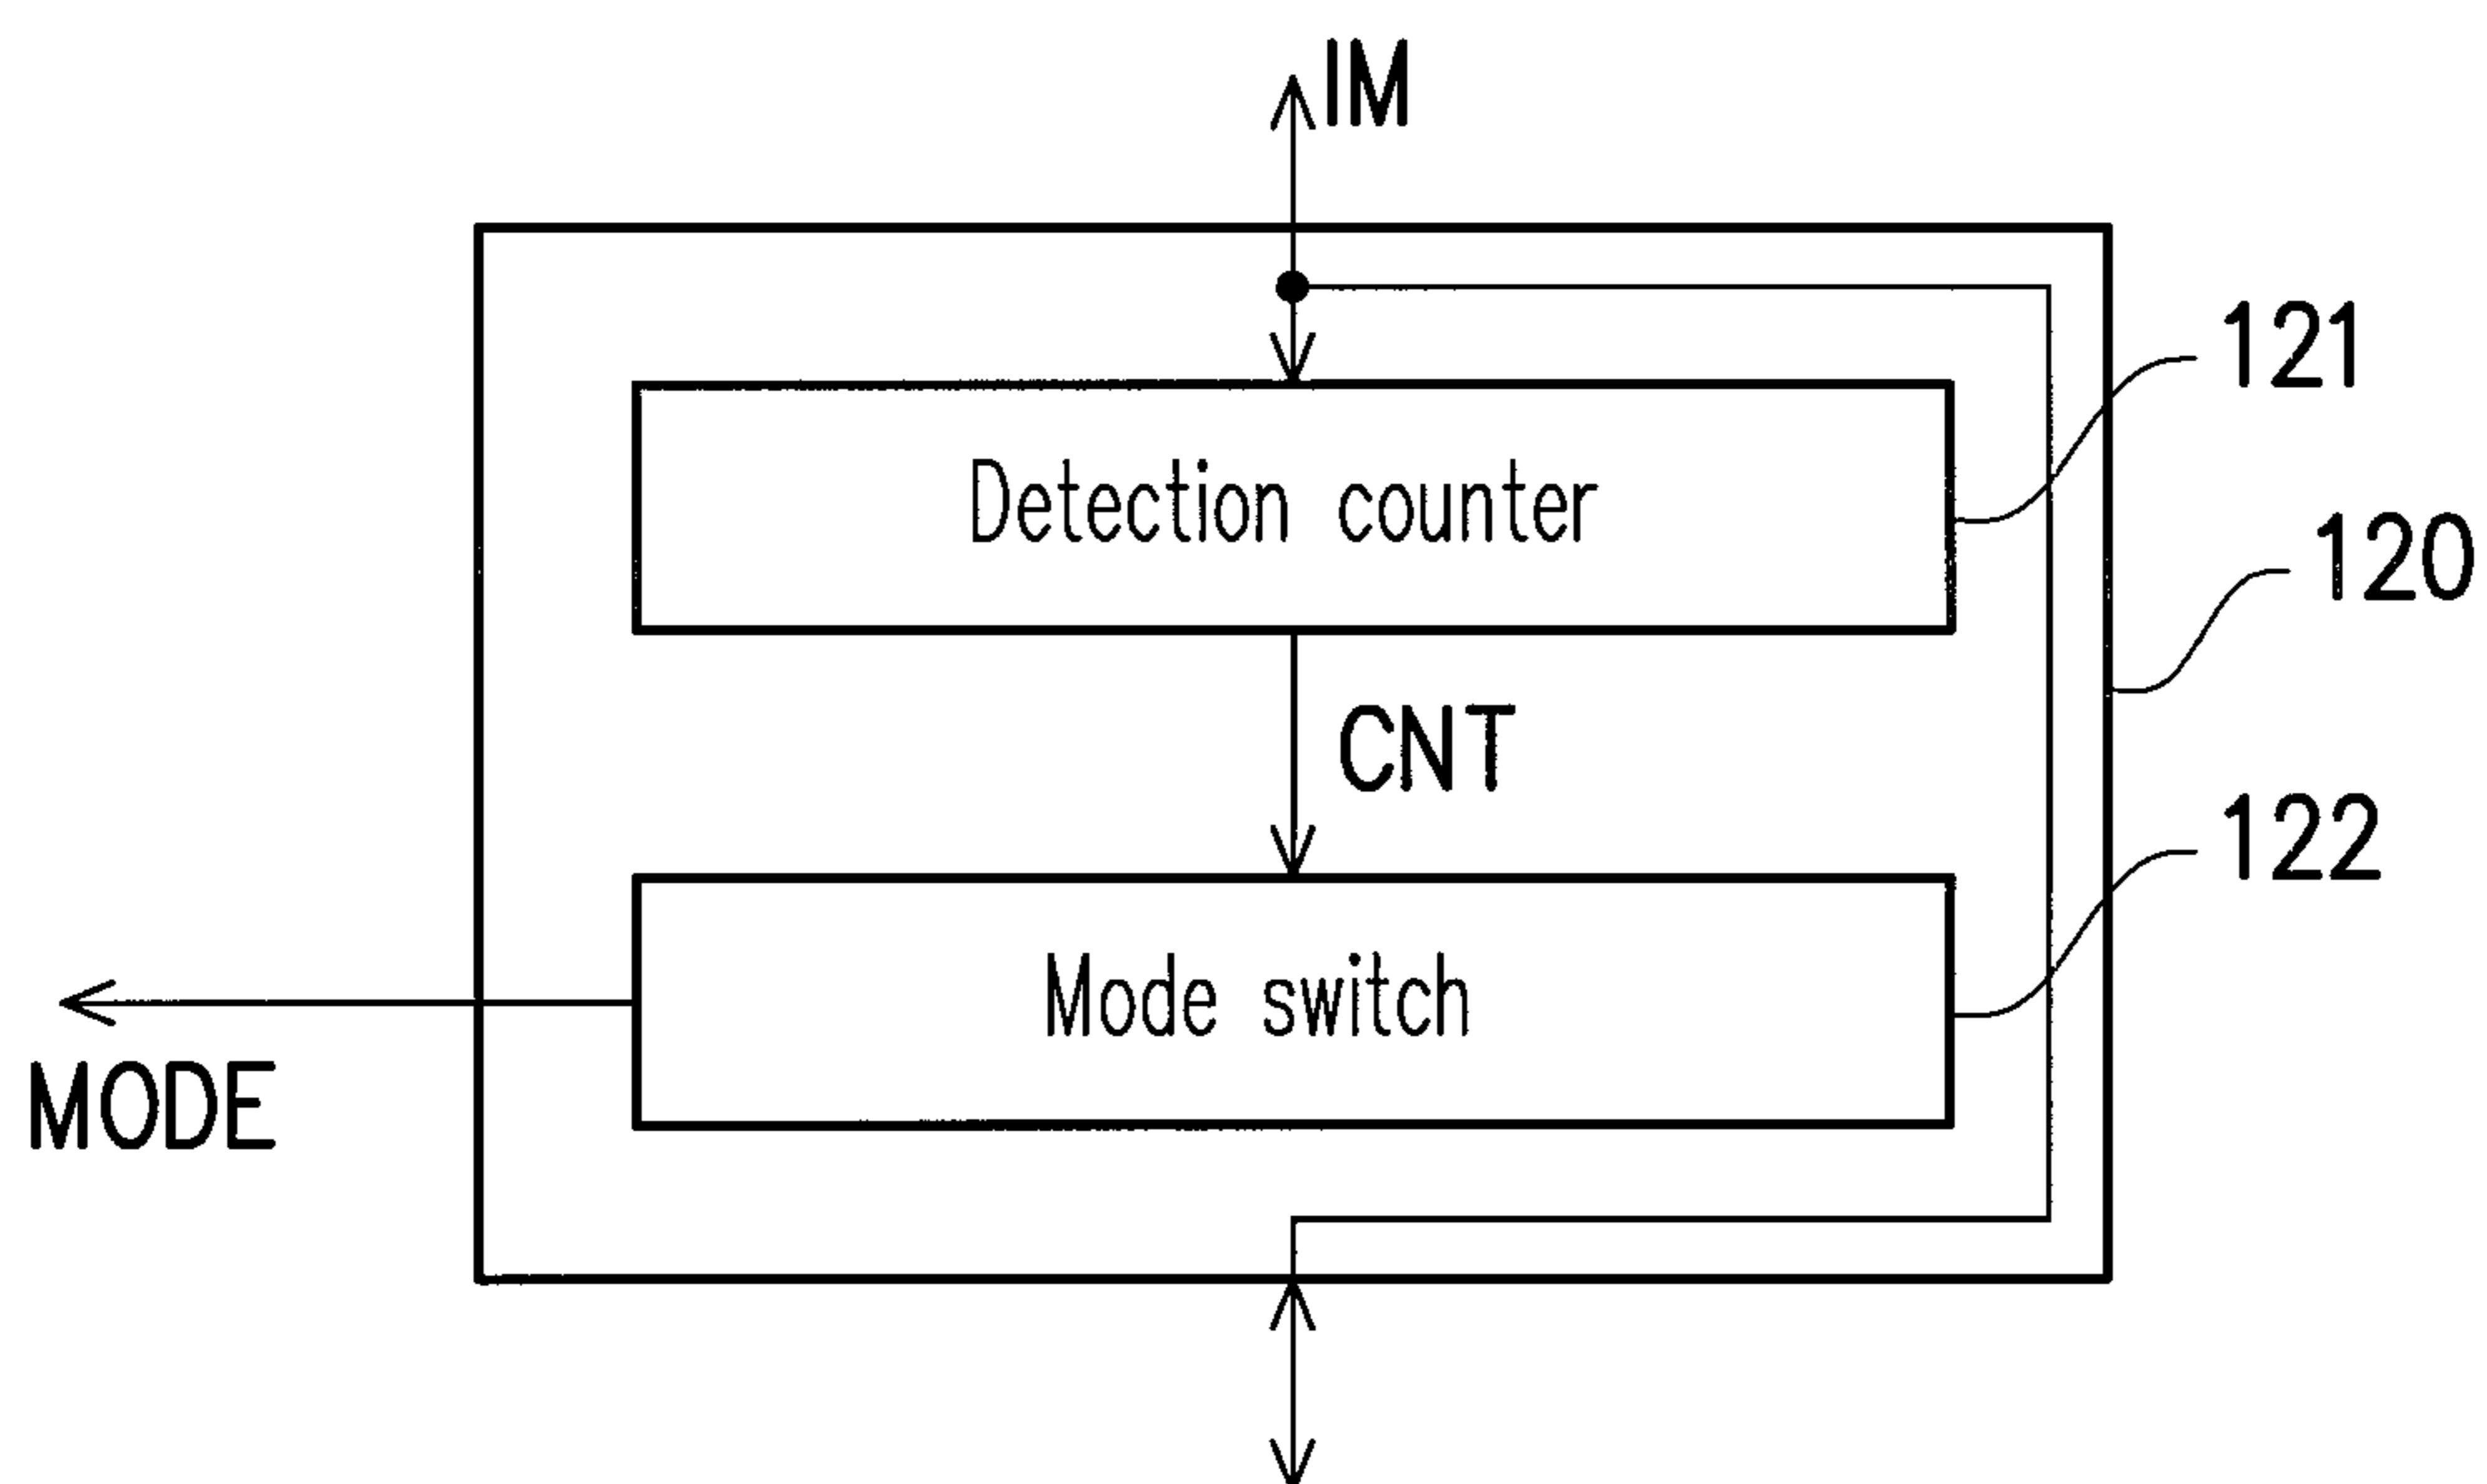 IM
121
Detection counter
120
CNT
122
Mode switch
MODE